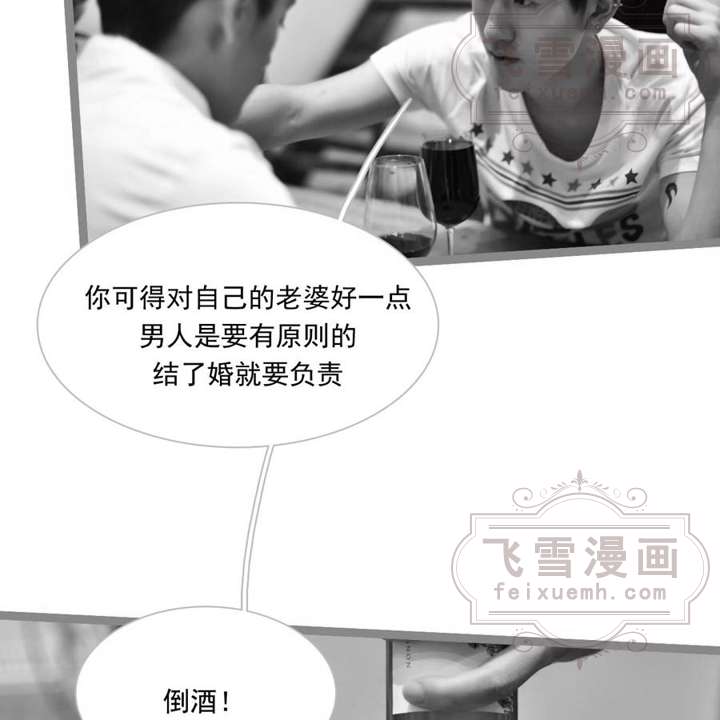 飞雪漫画
feixuemh.com
你可得对自己的老婆好一点
男人是要有原则的
结了婚就要负责
飞雪漫画
feixuemh.com
倒酒！